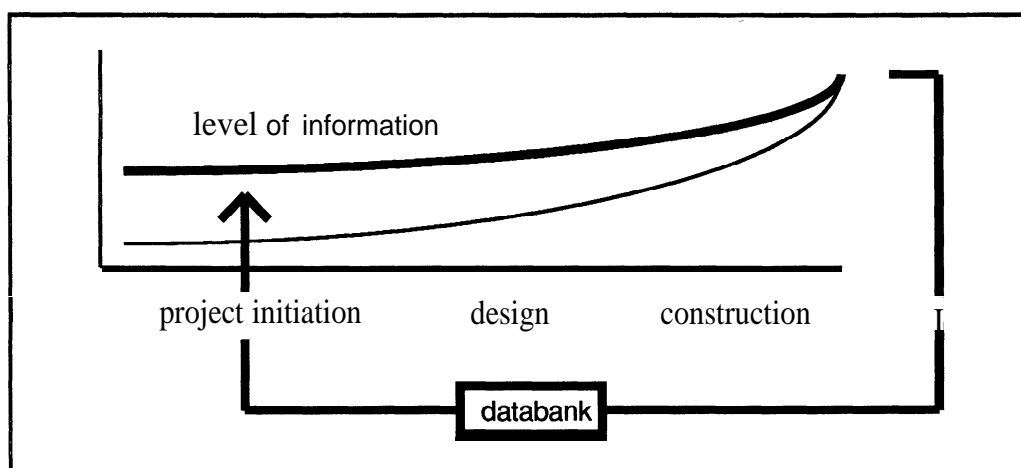 level of information
project initiation design construction
databank